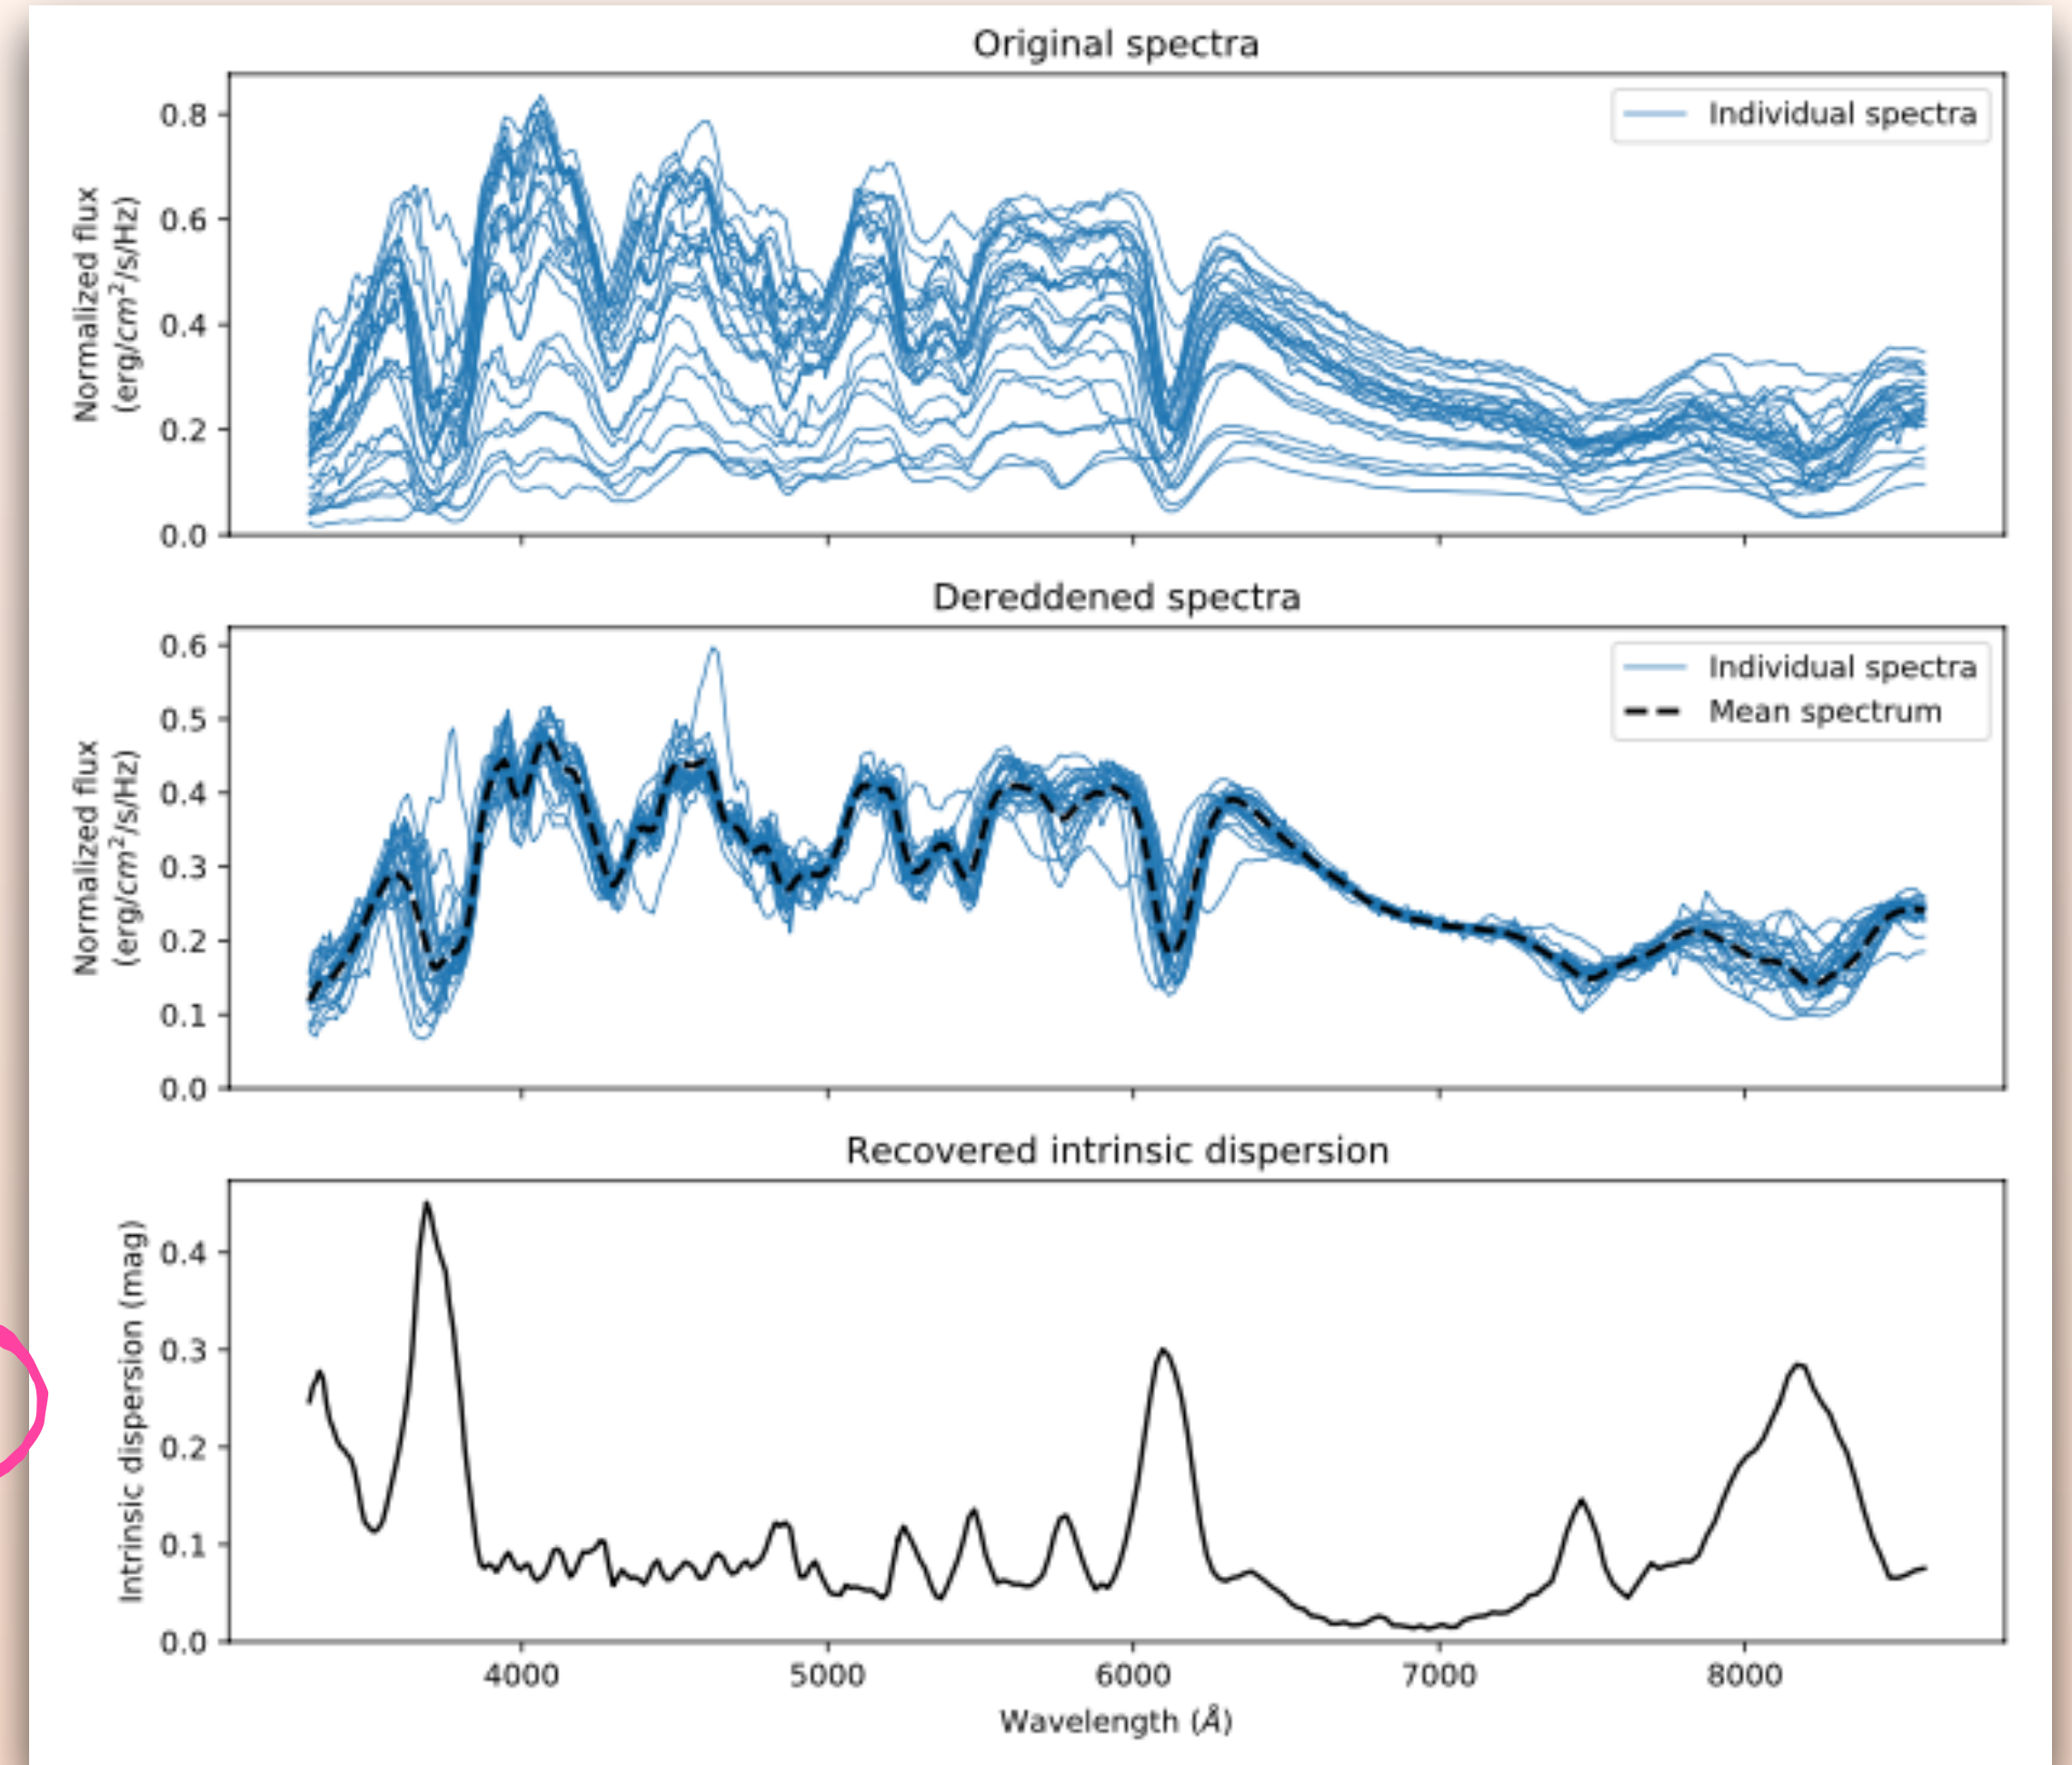 Original spectra
Individual spectra
Normalized flux
(erg/cm²/s/Hz)
0.8
0.6
0.4
0.2
0.0
Dereddened spectra
Individual spectra
Mean spectrum
Normalized flux
(erg/cm²/s/Hz)
0.6
0.5
0.4
0.3
0.2
0.1
0.0
Recovered intrinsic dispersion
Intrinsic dispersion (mag)
0.4
0.3
0.2
0.1
0.0
4000 5000 6000 7000 8000
Wavelength (Å)